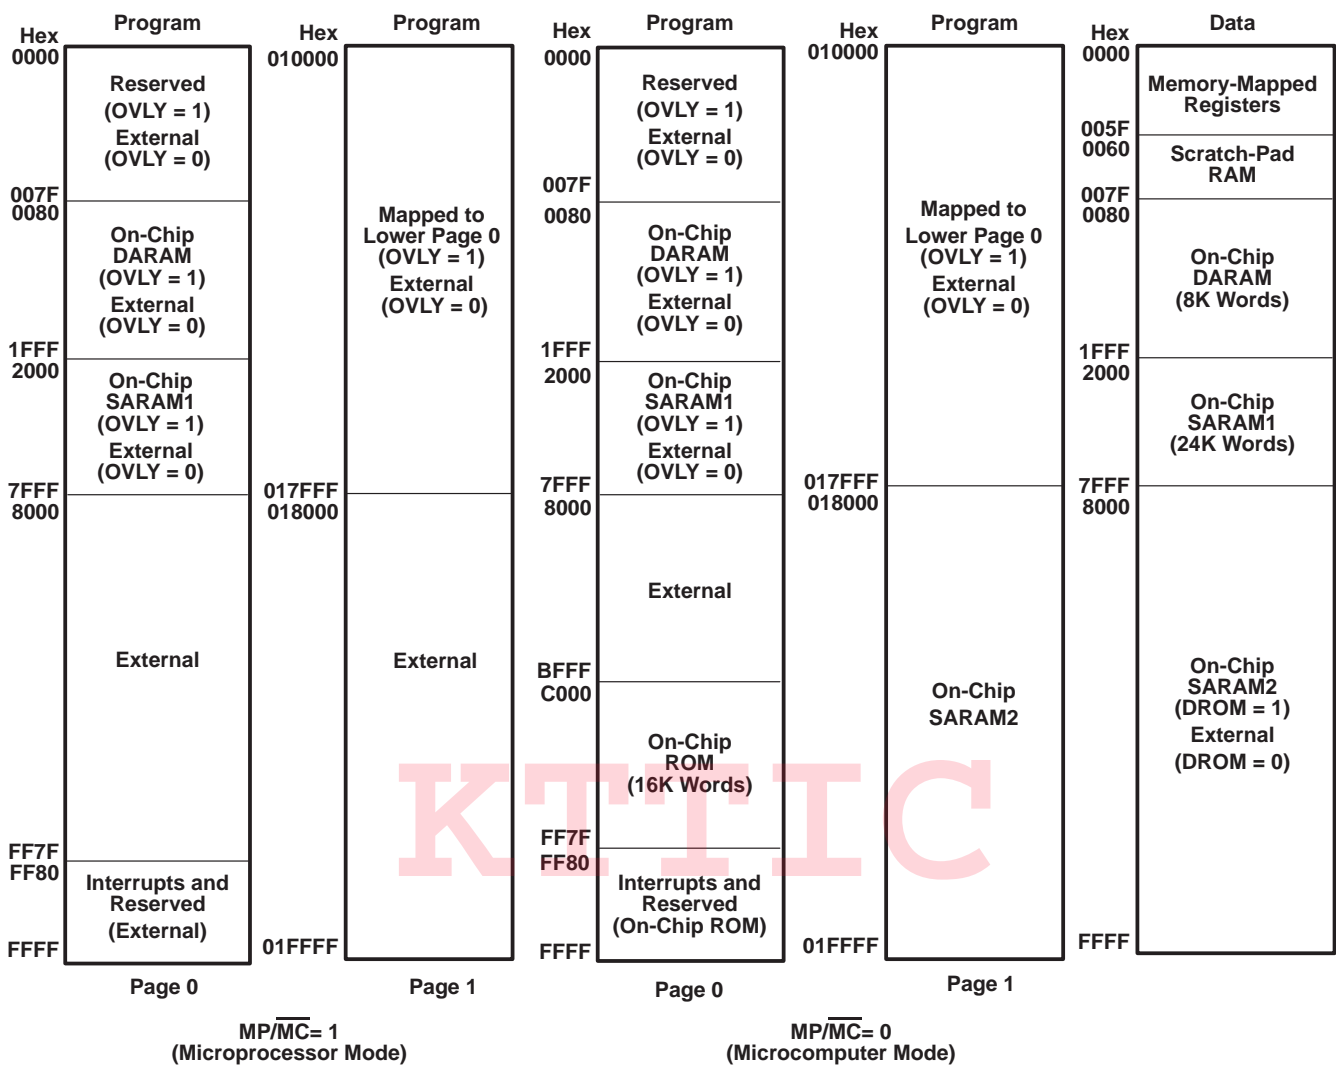 Program
Hex
0000
Reserved
(OVLY = 1)
External
(OVLY = 0)
007F
0080
On-Chip
DARAM
(OVLY = 1)
External
(OVLY = 0)
1FFF
2000
On-Chip
SARAM1
(OVLY = 1)
External
(OVLY = 0)
7FFF
8000
External
FF7F
FF80
Interrupts and
Reserved
(External)
FFFF
Page 0
Program
Hex
010000
Mapped to
Lower Page 0
(OVLY = 1)
External
(OVLY = 0)
017FFF
018000
External
01FFFF
Page 1
MP/MC= 1
(Microprocessor Mode)
Program
Hex
0000
Reserved
(OVLY = 1)
External
(OVLY = 0)
007F
0080
On-Chip
DARAM
(OVLY = 1)
External
(OVLY = 0)
1FFF
2000
On-Chip
SARAM1
(OVLY = 1)
External
(OVLY = 0)
7FFF
8000
External
BFFF
C000
On-Chip
ROM
(16K Words)
FF7F
FF80
Interrupts and
Reserved
(On-Chip ROM)
FFFF
Page 0
Program
Hex
010000
Mapped to
Lower Page 0
(OVLY = 1)
External
(OVLY = 0)
017FFF
018000
On-Chip
SARAM2
01FFFF
Page 1
MP/MC= 0
(Microcomputer Mode)
Data
Hex
0000
Memory-Mapped
Registers
005F
0060
Scratch-Pad
RAM
007F
0080
On-Chip
DARAM
(8K Words)
1FFF
2000
On-Chip
SARAM1
(24K Words)
7FFF
8000
On-Chip
SARAM2
(DROM = 1)
External
(DROM = 0)
FFFF
KTTIC